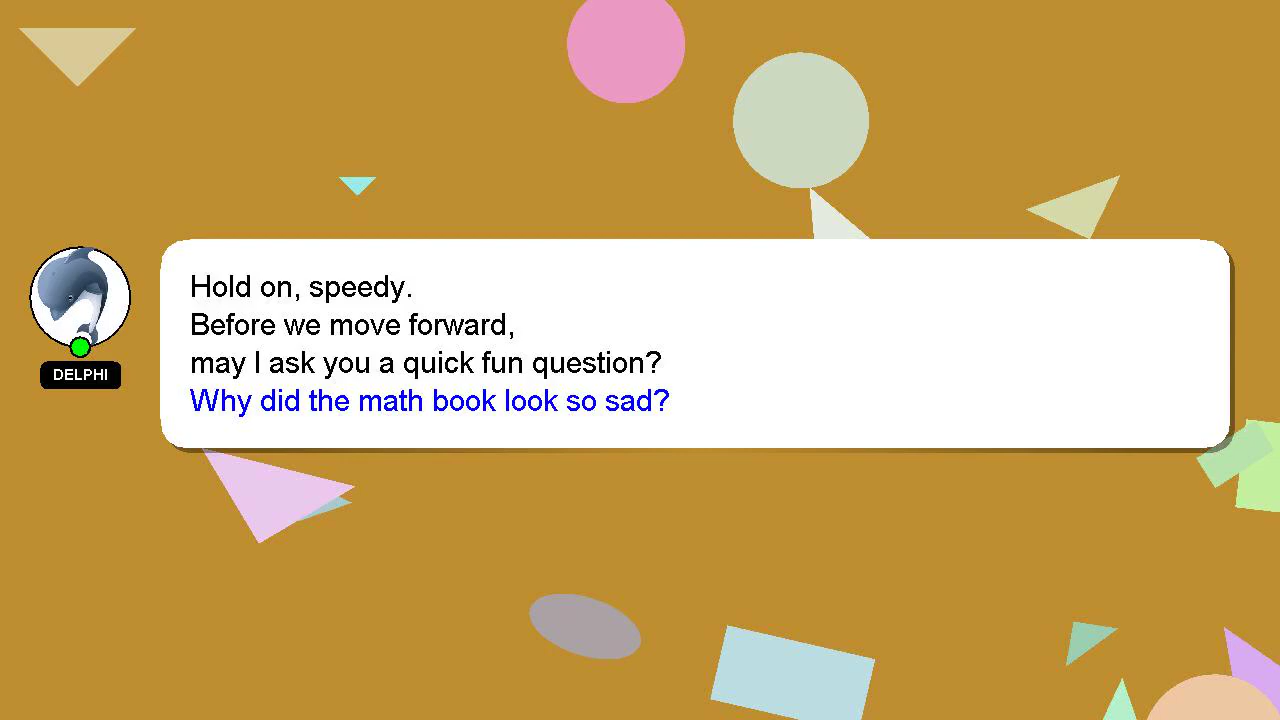 Hold on, speedy.
Before we move forward,
may I ask you a quick fun question?
Why did the math book look so sad?
DELPHI